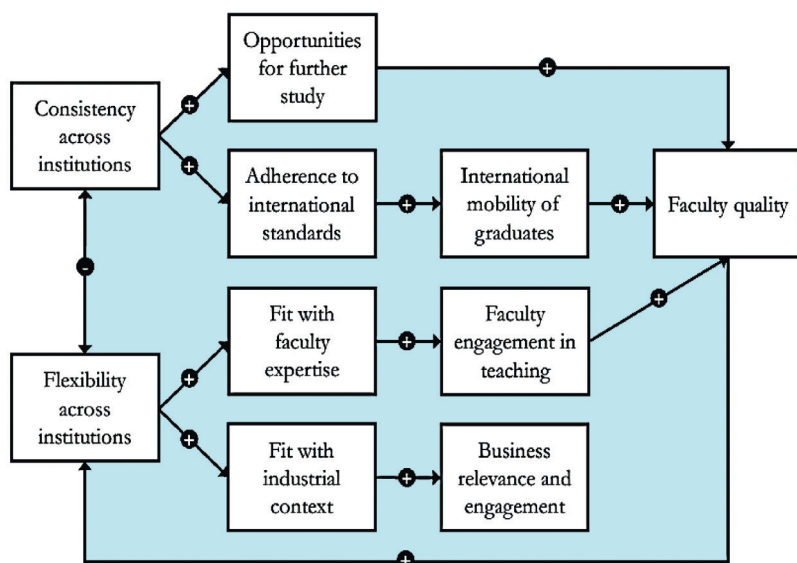 Opportunities
for further
study
Consistency
across
institutions
Adherence to
international
standards
International
mobility of
graduates
Faculty quality
Fit with
faculty
expertise
Faculty
engagement in
teaching
Flexibility
across
institutions
Fit with
industrial
context
Business
relevance and
engagement
+
+
+
+
+
-
+
+
+
+
+
+